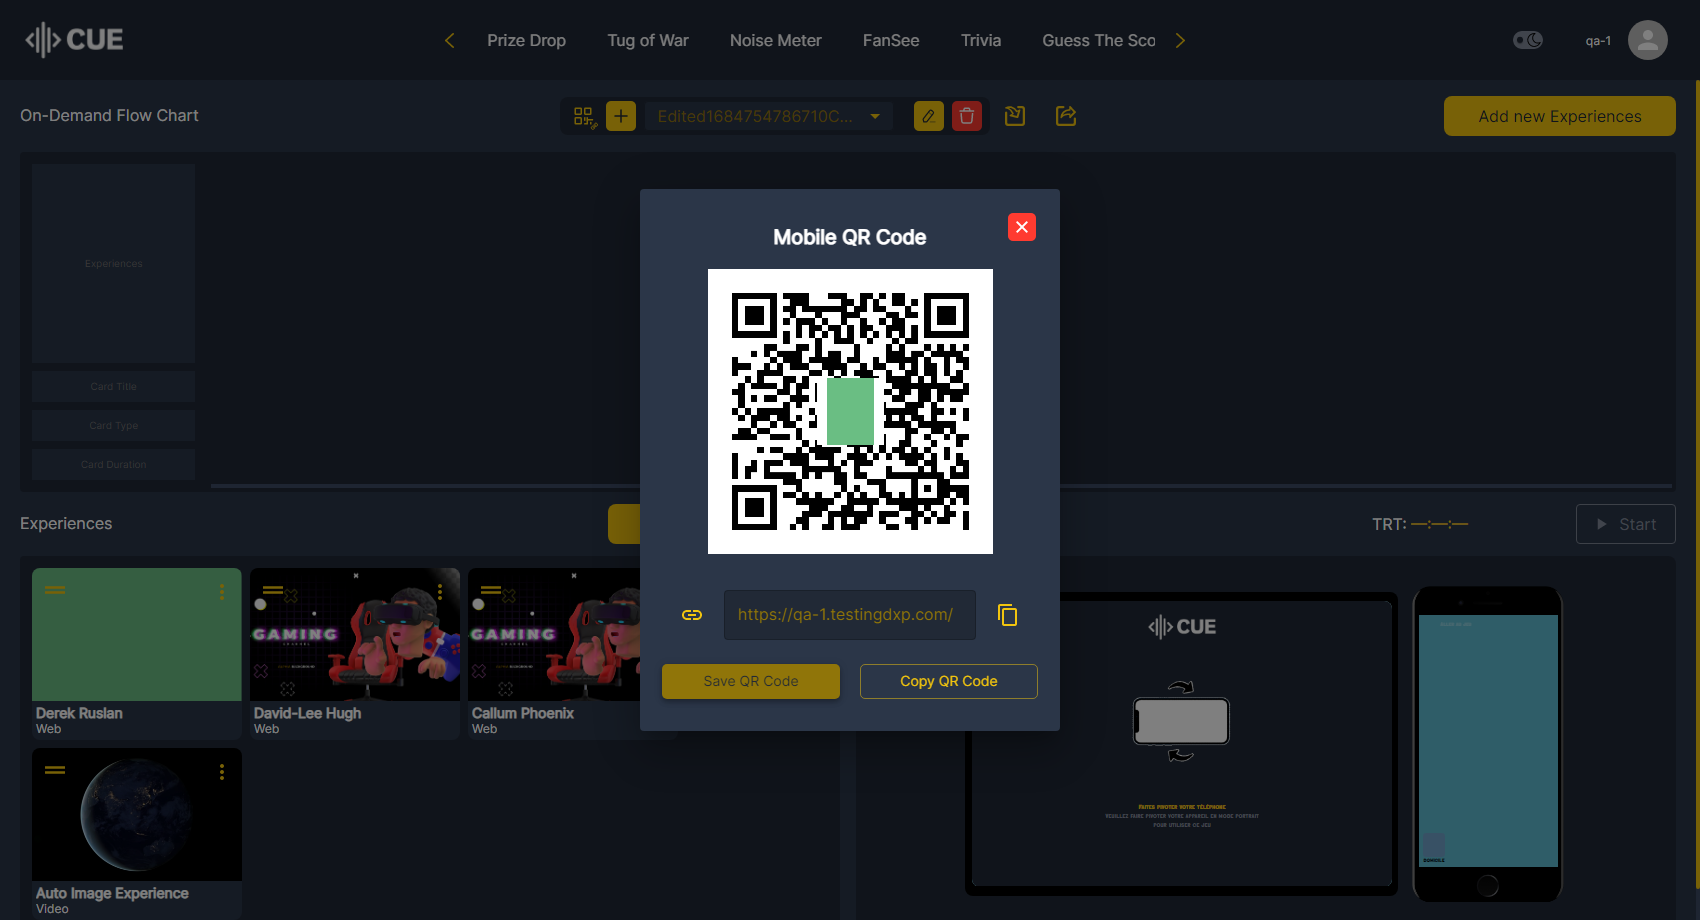 CUE
Prize Drop
Tug of War
Noise Meter
FanSee
Trivia
Guess The Sco
qa-1
On-Demand Flow Chart
Edited1684754786710C...
Add new Experiences
Experiences
Card Title
Card Type
Card Duration
Mobile QR Code
https://qa-1.testingdxp.com/
Save QR Code
Copy QR Code
Experiences
TRT: —:—:—
Start
GAMING
GAMING
Derek Ruslan
Web
David-Lee Hugh
Web
Callum Phoenix
Web
Auto Image Experience
Video
CUE
FAITES PIVOTER VOTRE TÉLÉPHONE
VEUILLEZ FAIRE PIVOTER VOTRE APPAREIL EN MODE PORTRAIT
POUR UTILISER CE JEU